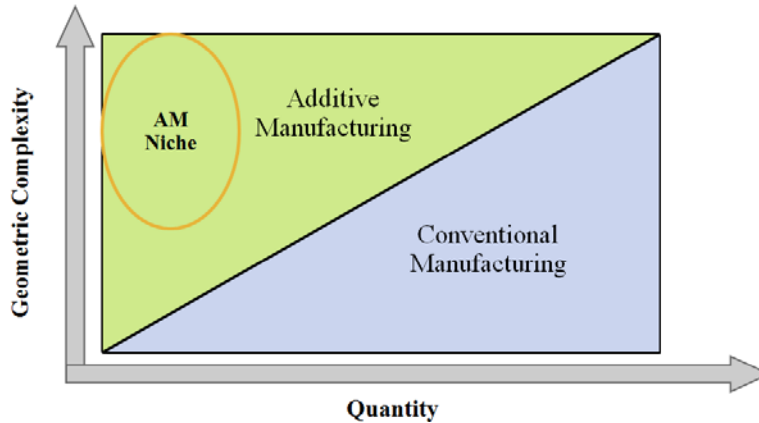 Geometric Complexity
AM
Niche
Additive
Manufacturing
Conventional
Manufacturing
Quantity